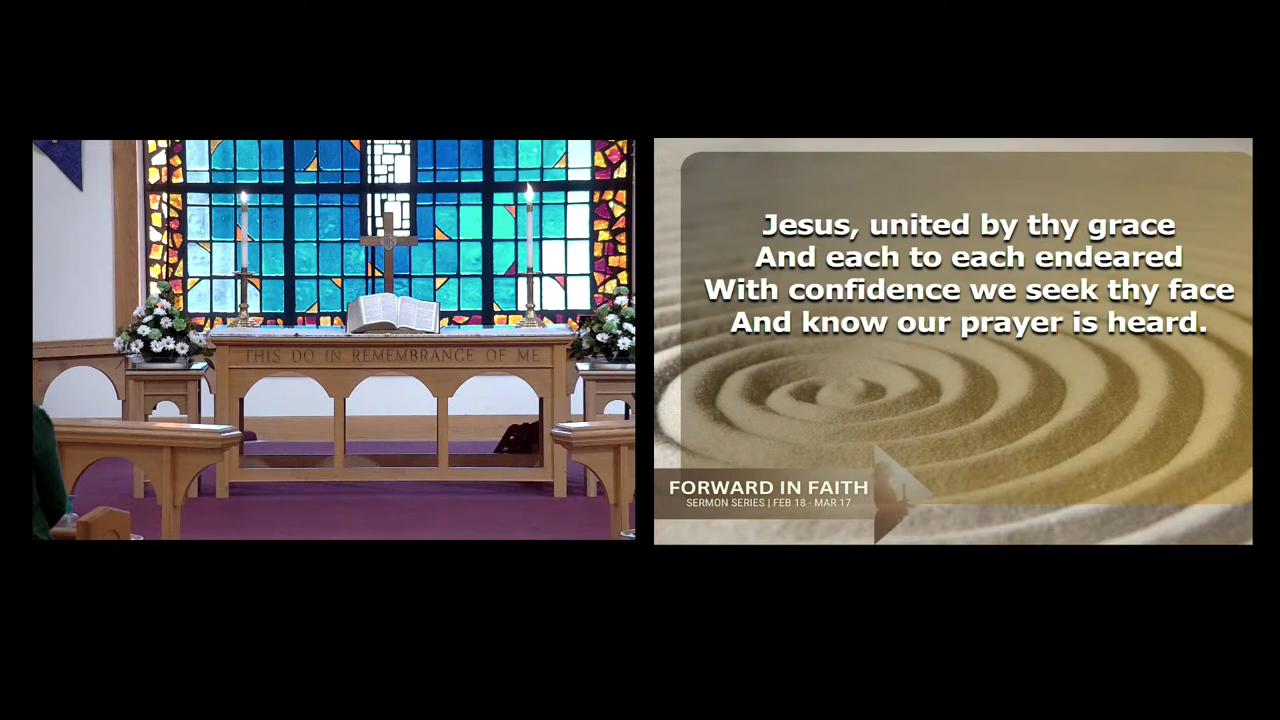 THIS DO IN REMEMBRANCE OF ME
Jesus, united by thy grace
And each to each endeared
With confidence we seek thy face
And know our prayer is heard.
FORWARD IN FAITH
SERMON SERIES | FEB 18 - MAR 17